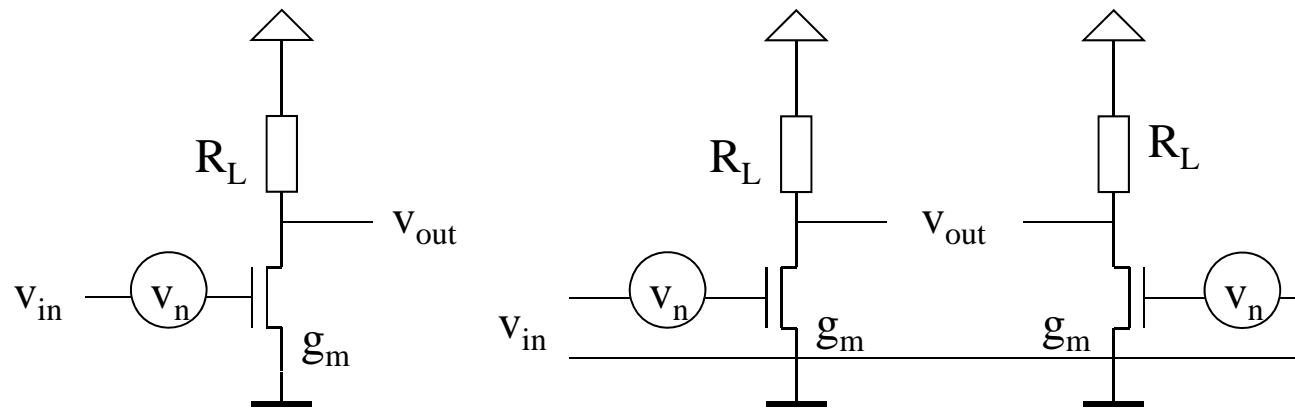 R_L
v_out
v_in v_n
g_m
R_L R_L
v_out
v_n v_n
v_in
g_m g_m